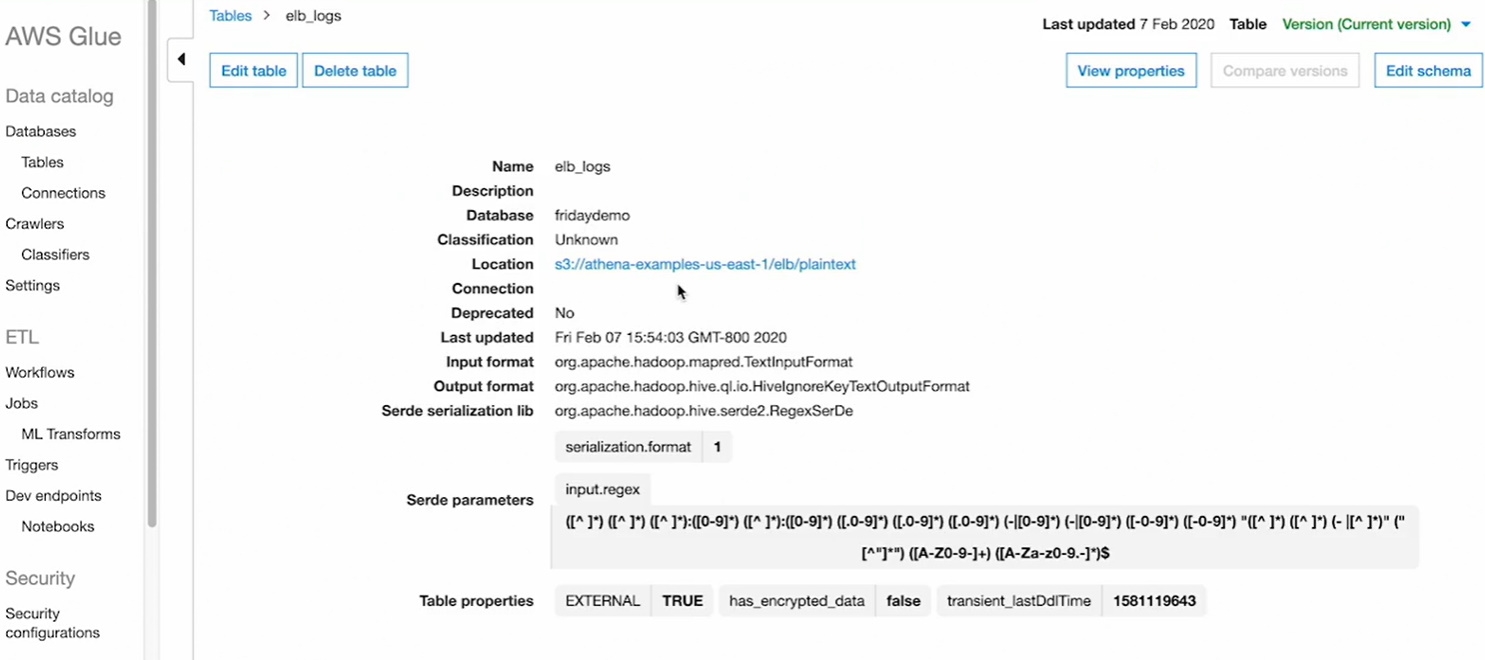 AWS Glue
Data catalog
Databases
Tables
Connections
Crawlers
Classifiers
Settings
ETL
Workflows
Jobs
ML Transforms
Triggers
Dev endpoints
Notebooks
Security
Security
configurations
Tables > elb_logs
Last updated 7 Feb 2020 Table Version (Current version)
Edit table Delete table View properties Compare versions Edit schema
Name elb_logs
Description
Database fridaydemo
Classification Unknown
Location s3://athena-examples-us-east-1/elb/plaintext
Connection
Deprecated No
Last updated Fri Feb 07 15:54:03 GMT-800 2020
Input format org.apache.hadoop.mapred.TextInputFormat
Output format org.apache.hadoop.hive.ql.io.HiveIgnoreKeyTextOutputFormat
Serde serialization lib org.apache.hadoop.hive.serde2.RegexSerDe
serialization.format 1
Serde parameters
input.regex
([^ ]*) ([^ ]*) ([^ ]*):([0-9]*) ([^ ]*):([0-9]*) ([.0-9]*) ([.0-9]*) ([.0-9]*) (-|[0-9]*) (-|[0-9]*) ([-0-9]*) ([-0-9]*) "([^ ]*) ([^ ]*) (- |[^ ]*)" ("
[^"]*") ([A-Z0-9-]+) ([A-Za-z0-9.-]*)$
Table properties EXTERNAL TRUE has_encrypted_data false transient_lastDdlTime 1581119643